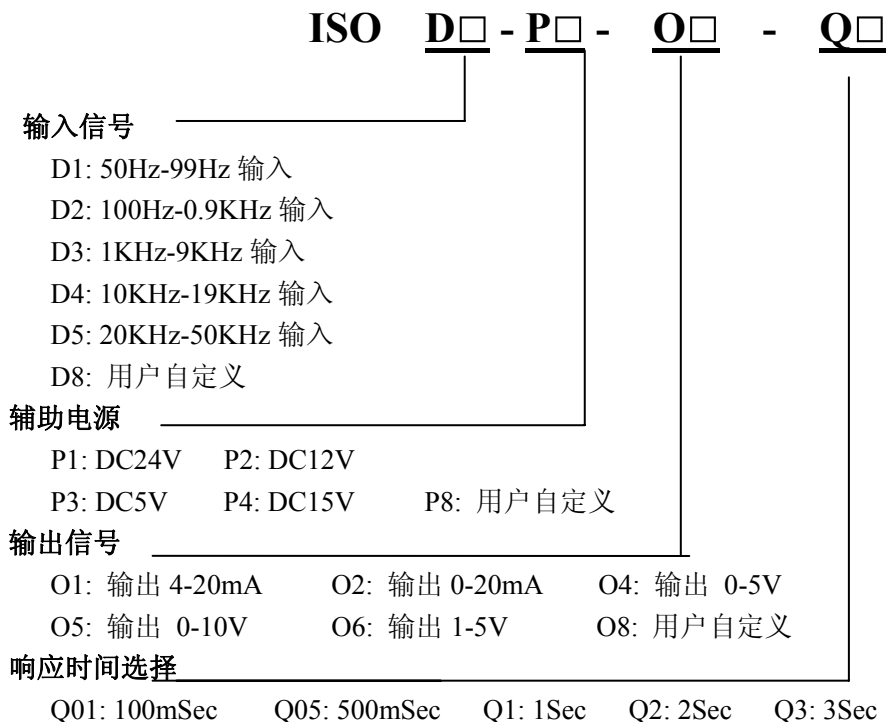 ISO D□ - P□ - O□ - Q□
输入信号
D1: 50Hz-99Hz 输入
D2: 100Hz-0.9KHz 输入
D3: 1KHz-9KHz 输入
D4: 10KHz-19KHz 输入
D5: 20KHz-50KHz 输入
D8: 用户自定义
辅助电源
P1: DC24V P2: DC12V
P3: DC5V P4: DC15V P8: 用户自定义
输出信号
O1: 输出 4-20mA O2: 输出 0-20mA O4: 输出 0-5V
O5: 输出 0-10V O6: 输出 1-5V O8: 用户自定义
响应时间选择
Q01: 100mSec Q05: 500mSec Q1: 1Sec Q2: 2Sec Q3: 3Sec